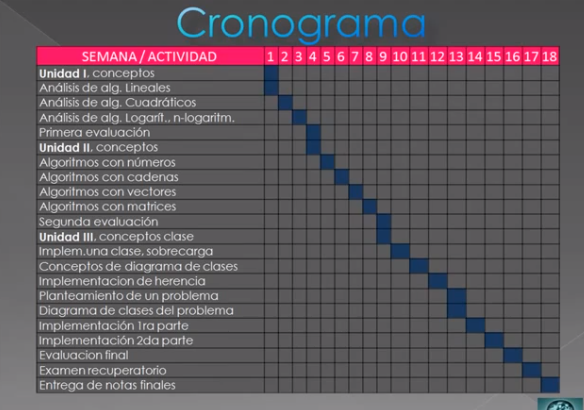 Cronograma
SEMANA / ACTIVIDAD 1 2 3 4 5 6 7 8 9 10 11 12 13 14 15 16 17 18
Unidad I, conceptos
Análisis de alg. Lineales
Análisis de alg. Cuadráticos
Análisis de alg. Logarít., n-logaritm.
Primera evaluación
Unidad II, conceptos
Algoritmos con números
Algoritmos con cadenas
Algoritmos con vectores
Algoritmos con matrices
Segunda evaluación
Unidad III, conceptos clase
Implem.una clase, sobrecarga
Conceptos de diagrama de clases
Implementacion de herencia
Planteamiento de un problema
Diagrama de clases del problema
Implementación 1ra parte
Implementación 2da parte
Evaluacion final
Examen recuperatorio
Entrega de notas finales